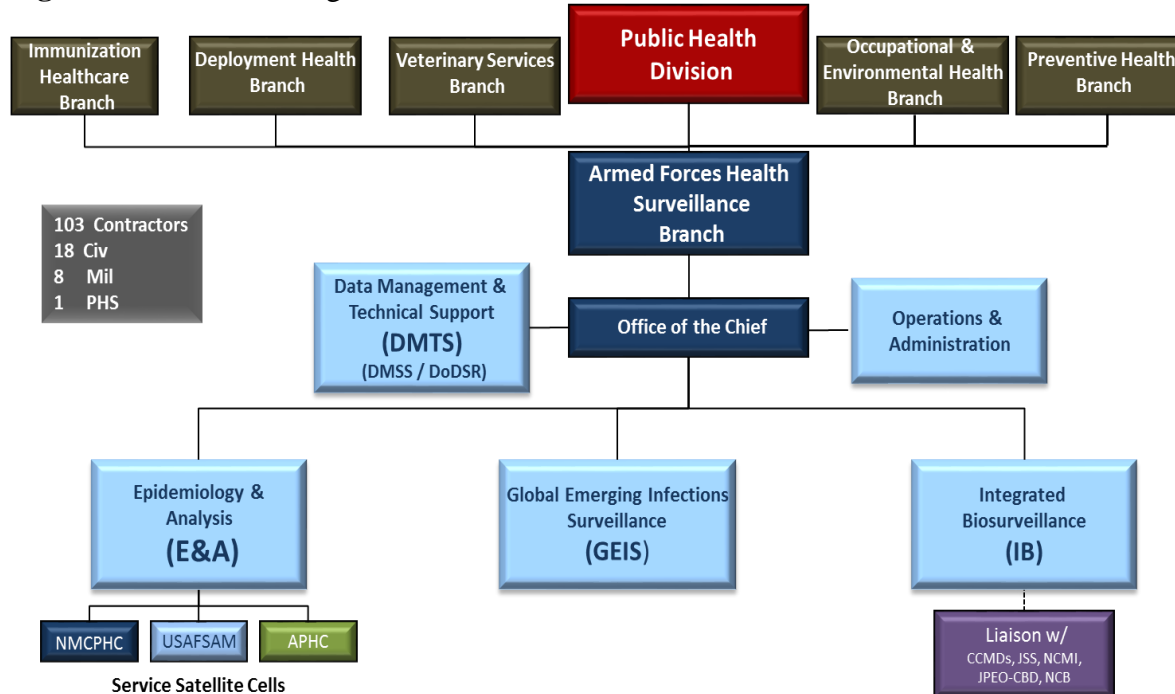 Immunization
Healthcare
Branch
Deployment Health
Branch
Veterinary Services
Branch
Public Health
Division
Occupational &
Environmental Health
Branch
Preventive Health
Branch
Armed Forces Health
Surveillance
Branch
103 Contractors
18 Civ
8 Mil
1 PHS
Data Management &
Technical Support
(DMTS)
(DMSS / DoDSR)
Office of the Chief
Operations &
Administration
Epidemiology &
Analysis
(E&A)
Global Emerging Infections
Surveillance
(GEIS)
Integrated
Biosurveillance
(IB)
NMCPHC
USAFSAM
APHC
Service Satellite Cells
Liaison w/
CCMDs, JSS, NCMI,
JPEO-CBD, NCB